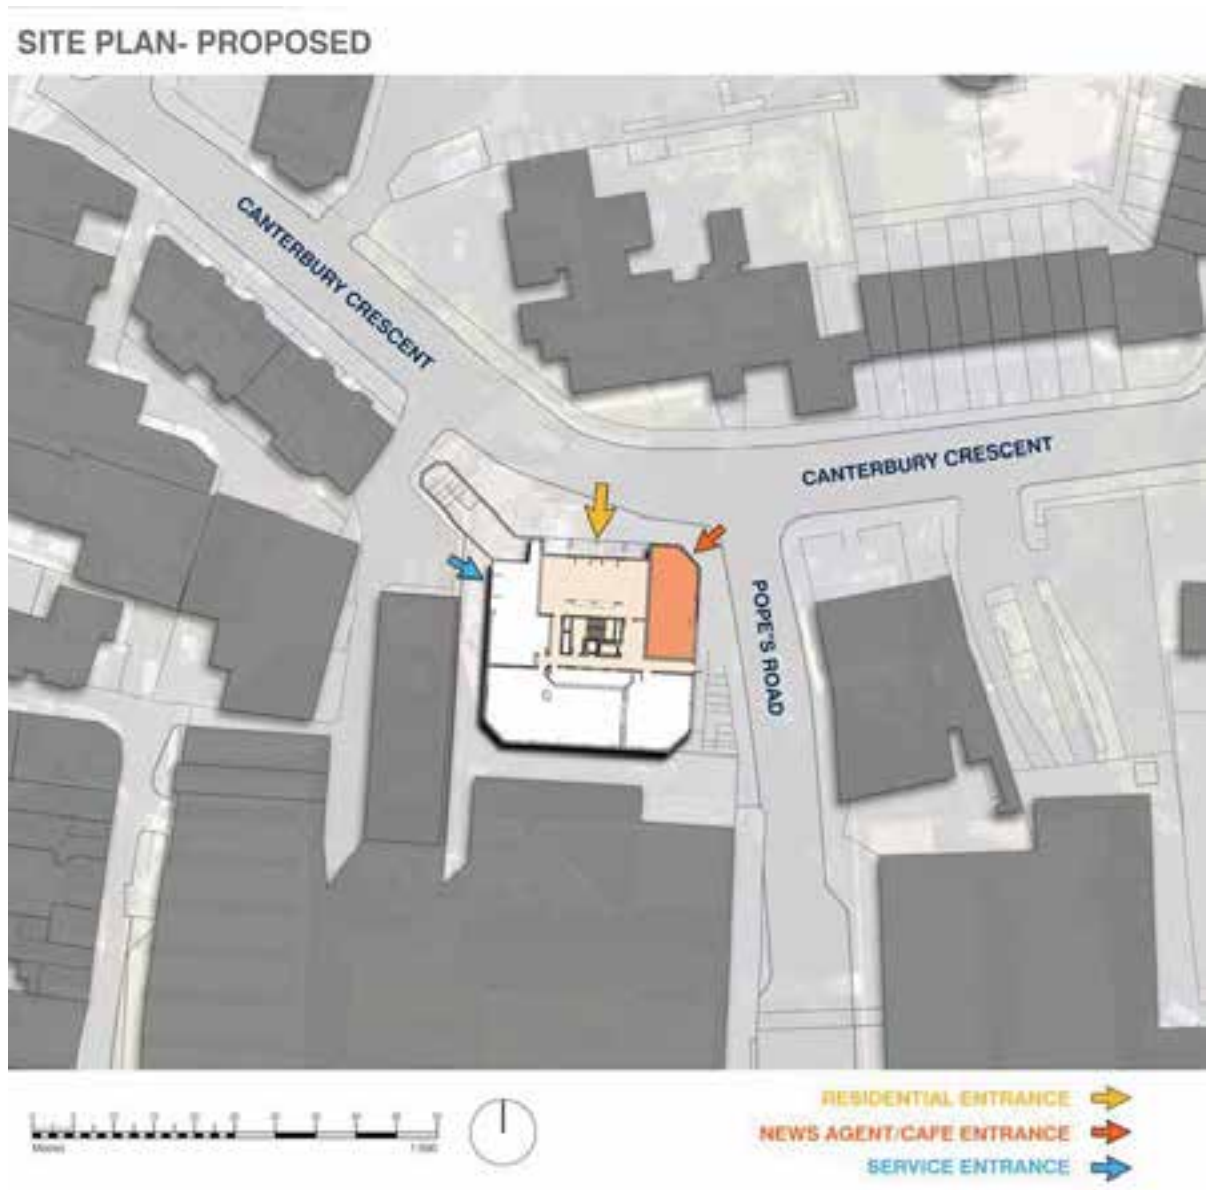 SITE PLAN- PROPOSED
CANTERBURY CRESCENT
CANTERBURY CRESCENT
POPE'S ROAD
RESIDENTIAL ENTRANCE
NEWS AGENT/CAFE ENTRANCE
SERVICE ENTRANCE